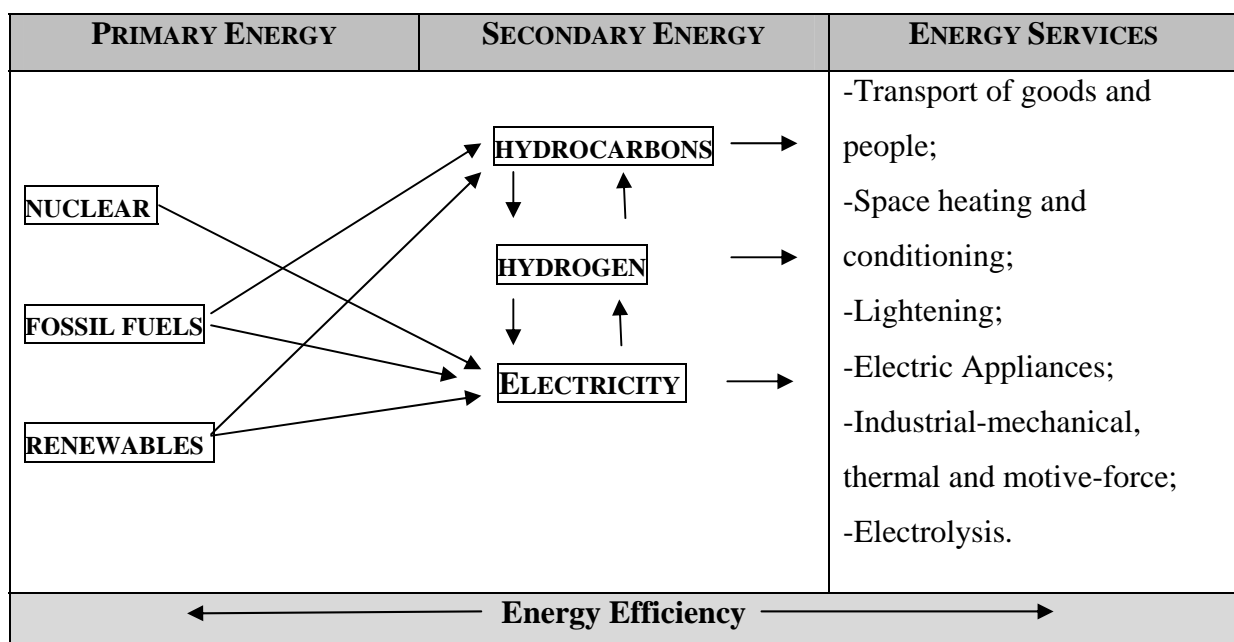 PRIMARY ENERGY
SECONDARY ENERGY
ENERGY SERVICES
NUCLEAR
FOSSIL FUELS
RENEWABLES
HYDROCARBONS
HYDROGEN
ELECTRICITY
-Transport of goods and
people;
-Space heating and
conditioning;
-Lightening;
-Electric Appliances;
-Industrial-mechanical,
thermal and motive-force;
-Electrolysis.
Energy Efficiency